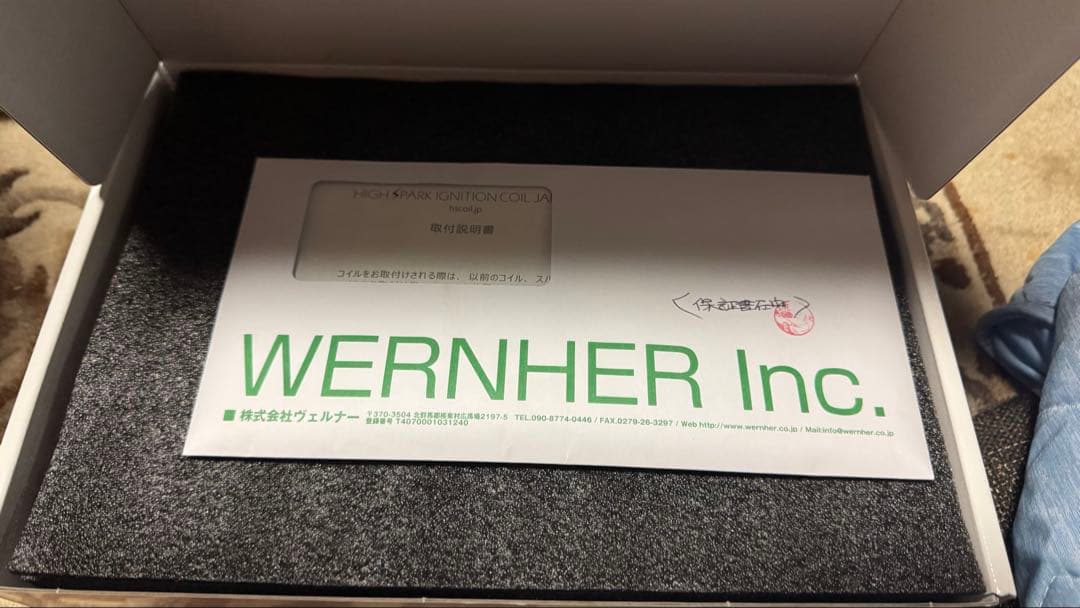 HIGH SPARK IGNITION COIL JA
hscoil.jp
取付説明書
コイルをお取付けされる際は、以前のコイル、スパ
〈保証書在中〉
WERNHER Inc.
■ 株式会社ヴェルナー 〒370-3504 北群馬郡榛東村広馬場2197-5 TEL.090-8774-0446 / FAX.0279-26-3297 / Web http://www.wernher.co.jp / Mail:info@wernher.co.jp
登録番号 T4070001031240